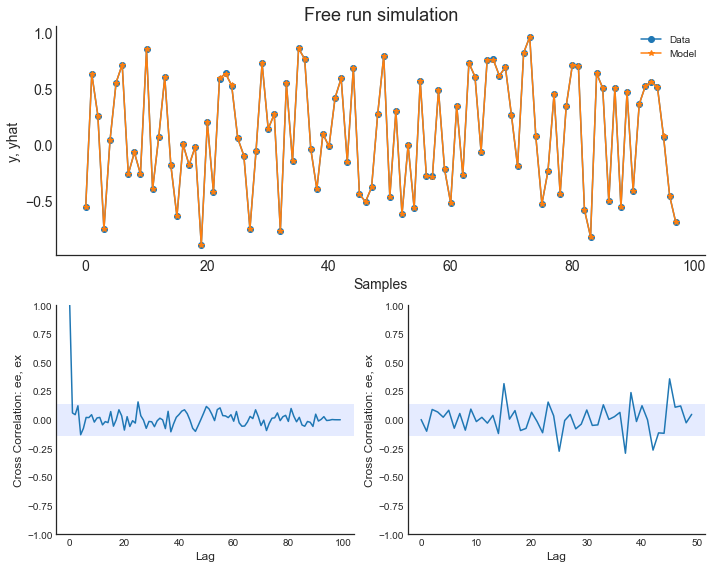 Free run simulation
1.0
0.5
0.0
−0.5
y, yhat
Data
Model
0 20 40 60 80 100
Samples
1.00
0.75
0.50
0.25
0.00
−0.25
−0.50
−0.75
−1.00
Cross Correlation: ee, ex
0 20 40 60 80 100
Lag
1.00
0.75
0.50
0.25
0.00
−0.25
−0.50
−0.75
−1.00
Cross Correlation: ee, ex
0 10 20 30 40 50
Lag